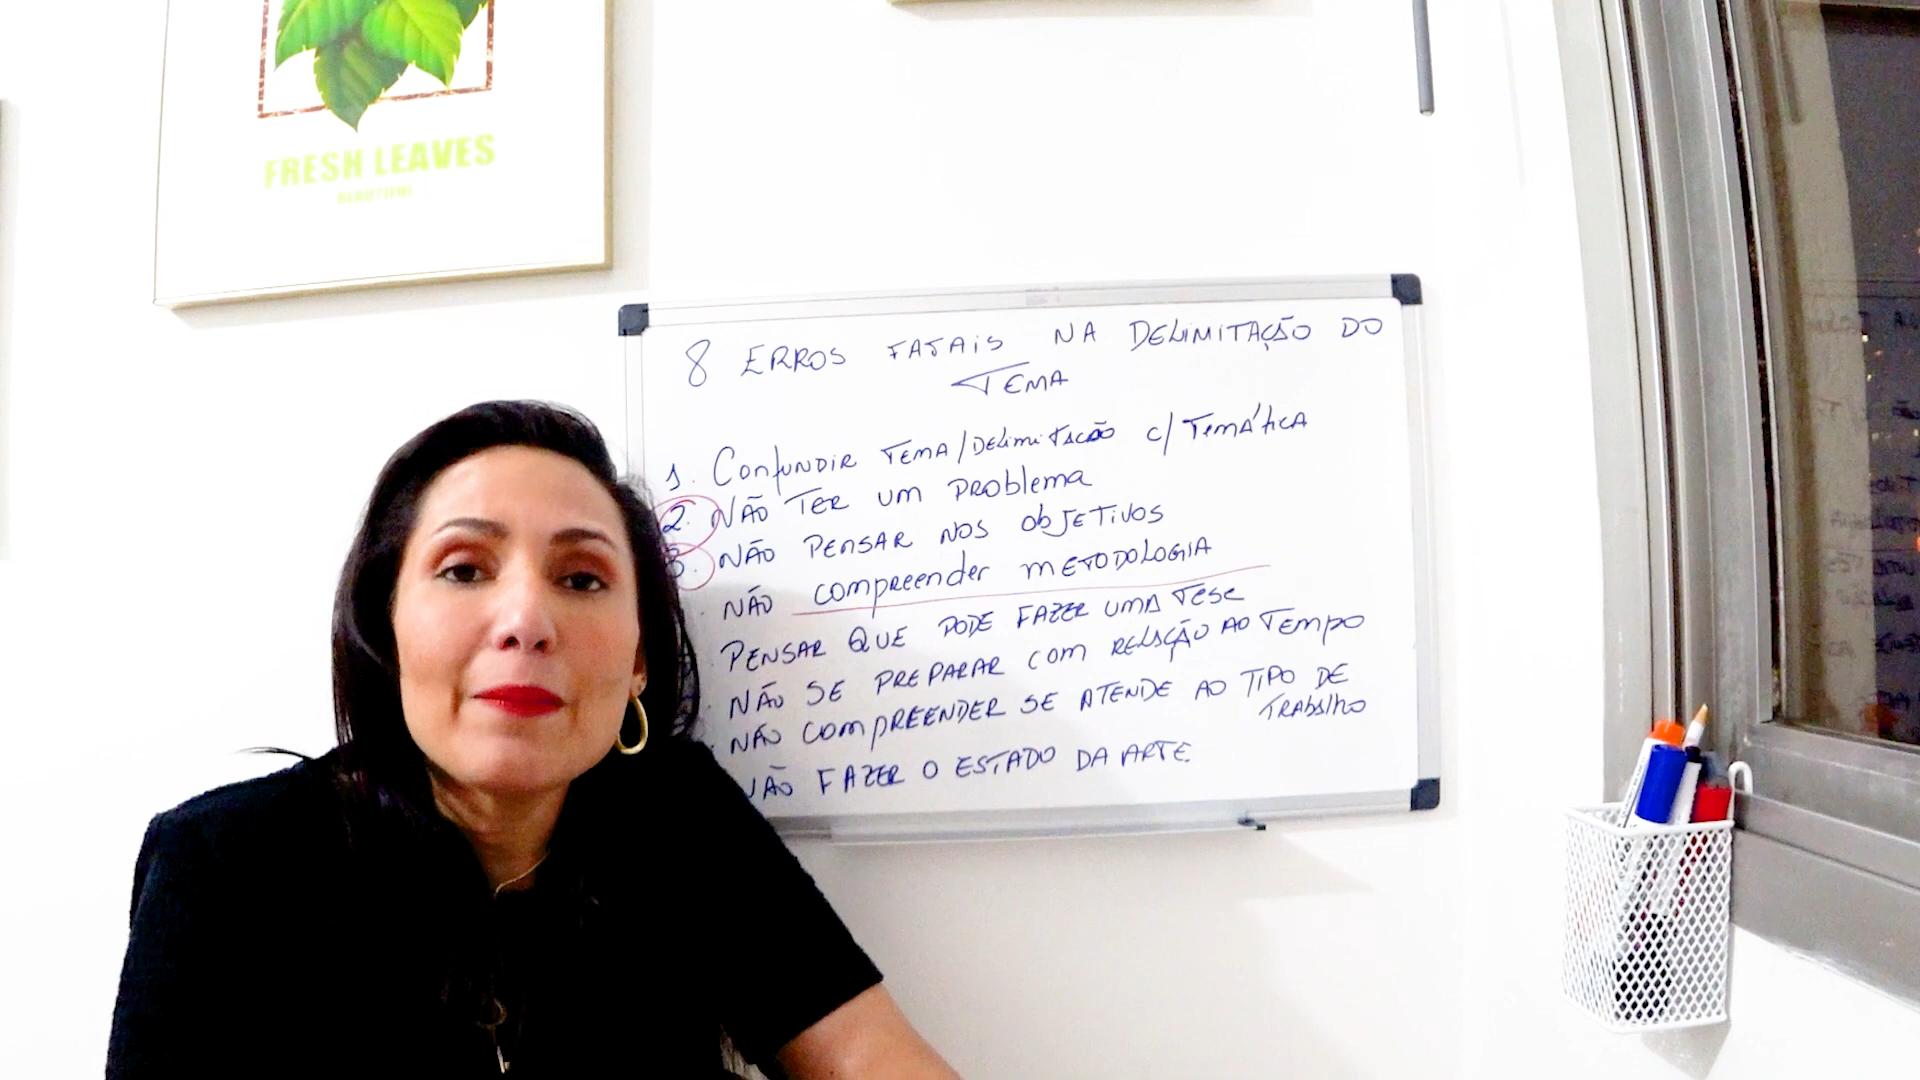 FRESH LEAVES
BEAUTIFUL
8 ERROS FATAIS NA DELIMITAÇÃO DO
TEMA
1. CONFUNDIR TEMA/DELIMITAÇÃO C/ TEMÁTICA
2. NÃO TER UM PROBLEMA
3. NÃO PENSAR NOS OBJETIVOS
NÃO COMPREENDER METODOLOGIA
PENSAR QUE PODE FAZER UMA TESE
NÃO SE PREPARAR COM RELAÇÃO AO TEMPO
NÃO COMPREENDER SE ATENDE AO TIPO DE
TRABALHO
NÃO FAZER O ESTADO DA ARTE.